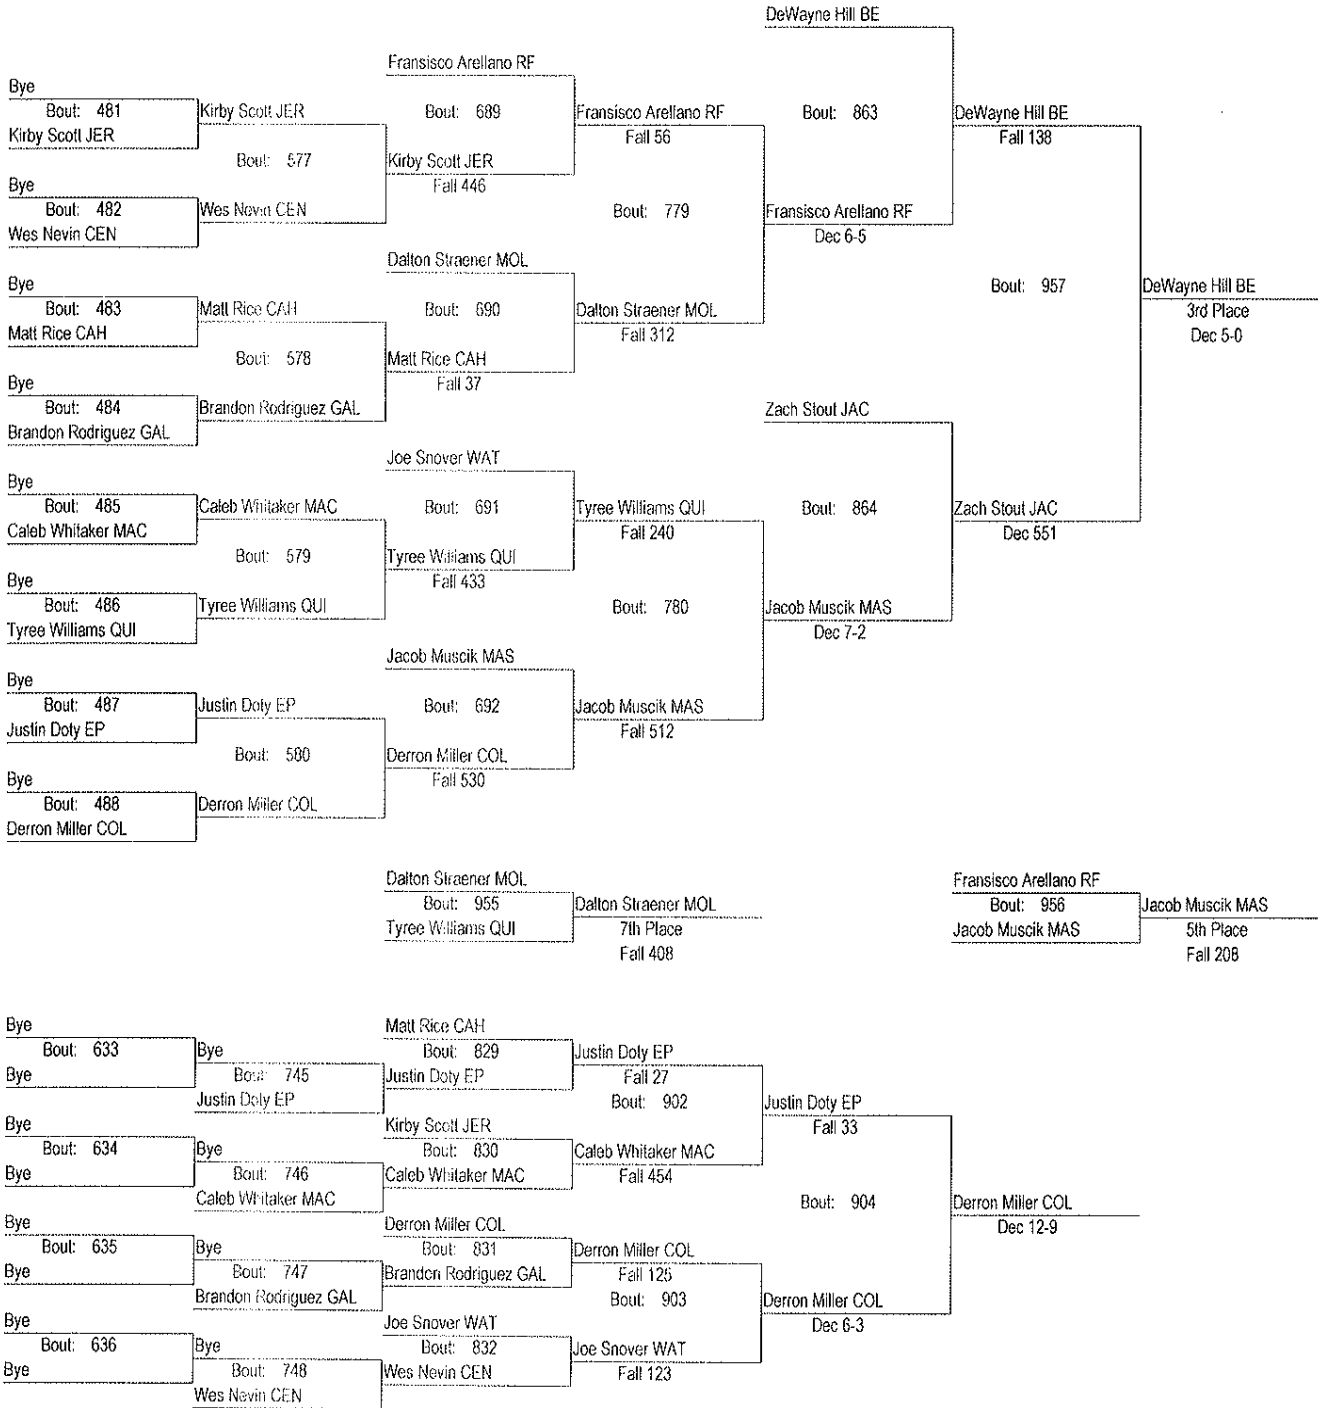 DeWayne Hill BE
Fransisco Arellano RF
Bye
Bout: 481
Kirby Scott JER
Kirby Scott JER
Bout: 689
Fransisco Arellano RF
Fall 56
Bout: 863
DeWayne Hill BE
Fall 138
Bout: 577
Kirby Scott JER
Fall 446
Bye
Bout: 482
Wes Nevin CEN
Wes Nevin CEN
Bout: 779
Fransisco Arellano RF
Dec 6-5
Dalton Straener MOL
Bye
Bout: 483
Matt Rice CAH
Matt Rice CAH
Bout: 690
Dalton Straener MOL
Fall 312
Bout: 957
DeWayne Hill BE
3rd Place
Dec 5-0
Bout: 578
Matt Rice CAH
Fall 37
Bye
Bout: 484
Brandon Rodriguez GAL
Brandon Rodriguez GAL
Zach Stout JAC
Joe Snover WAT
Bye
Bout: 485
Caleb Whitaker MAC
Caleb Whitaker MAC
Bout: 691
Tyree Williams QUI
Fall 240
Bout: 864
Zach Stout JAC
Dec 551
Bout: 579
Tyree Williams QUI
Fall 433
Bye
Bout: 486
Tyree Williams QUI
Tyree Williams QUI
Bout: 780
Jacob Muscik MAS
Dec 7-2
Jacob Muscik MAS
Bye
Bout: 487
Justin Doty EP
Justin Doty EP
Bout: 692
Jacob Muscik MAS
Fall 512
Bout: 580
Derron Miller COL
Fall 530
Bye
Bout: 488
Derron Miller COL
Derron Miller COL
Dalton Straener MOL
Bout: 955
Tyree Williams QUI
Dalton Straener MOL
7th Place
Fall 408
Fransisco Arellano RF
Bout: 956
Jacob Muscik MAS
Jacob Muscik MAS
5th Place
Fall 208
Bye
Bout: 633
Bye
Bye
Bout: 745
Justin Doty EP
Matt Rice CAH
Bout: 829
Justin Doty EP
Justin Doty EP
Fall 27
Bout: 902
Justin Doty EP
Fall 33
Bye
Bout: 634
Bye
Bye
Bout: 746
Caleb Whitaker MAC
Kirby Scott JER
Bout: 830
Caleb Whitaker MAC
Caleb Whitaker MAC
Fall 454
Bout: 904
Derron Miller COL
Dec 12-9
Bye
Bout: 635
Bye
Bye
Bout: 747
Brandon Rodriguez GAL
Derron Miller COL
Bout: 831
Brandon Rodriguez GAL
Derron Miller COL
Fall 125
Bout: 903
Derron Miller COL
Dec 6-3
Bye
Bout: 636
Bye
Bye
Bout: 748
Wes Nevin CEN
Joe Snover WAT
Bout: 832
Wes Nevin CEN
Joe Snover WAT
Fall 123